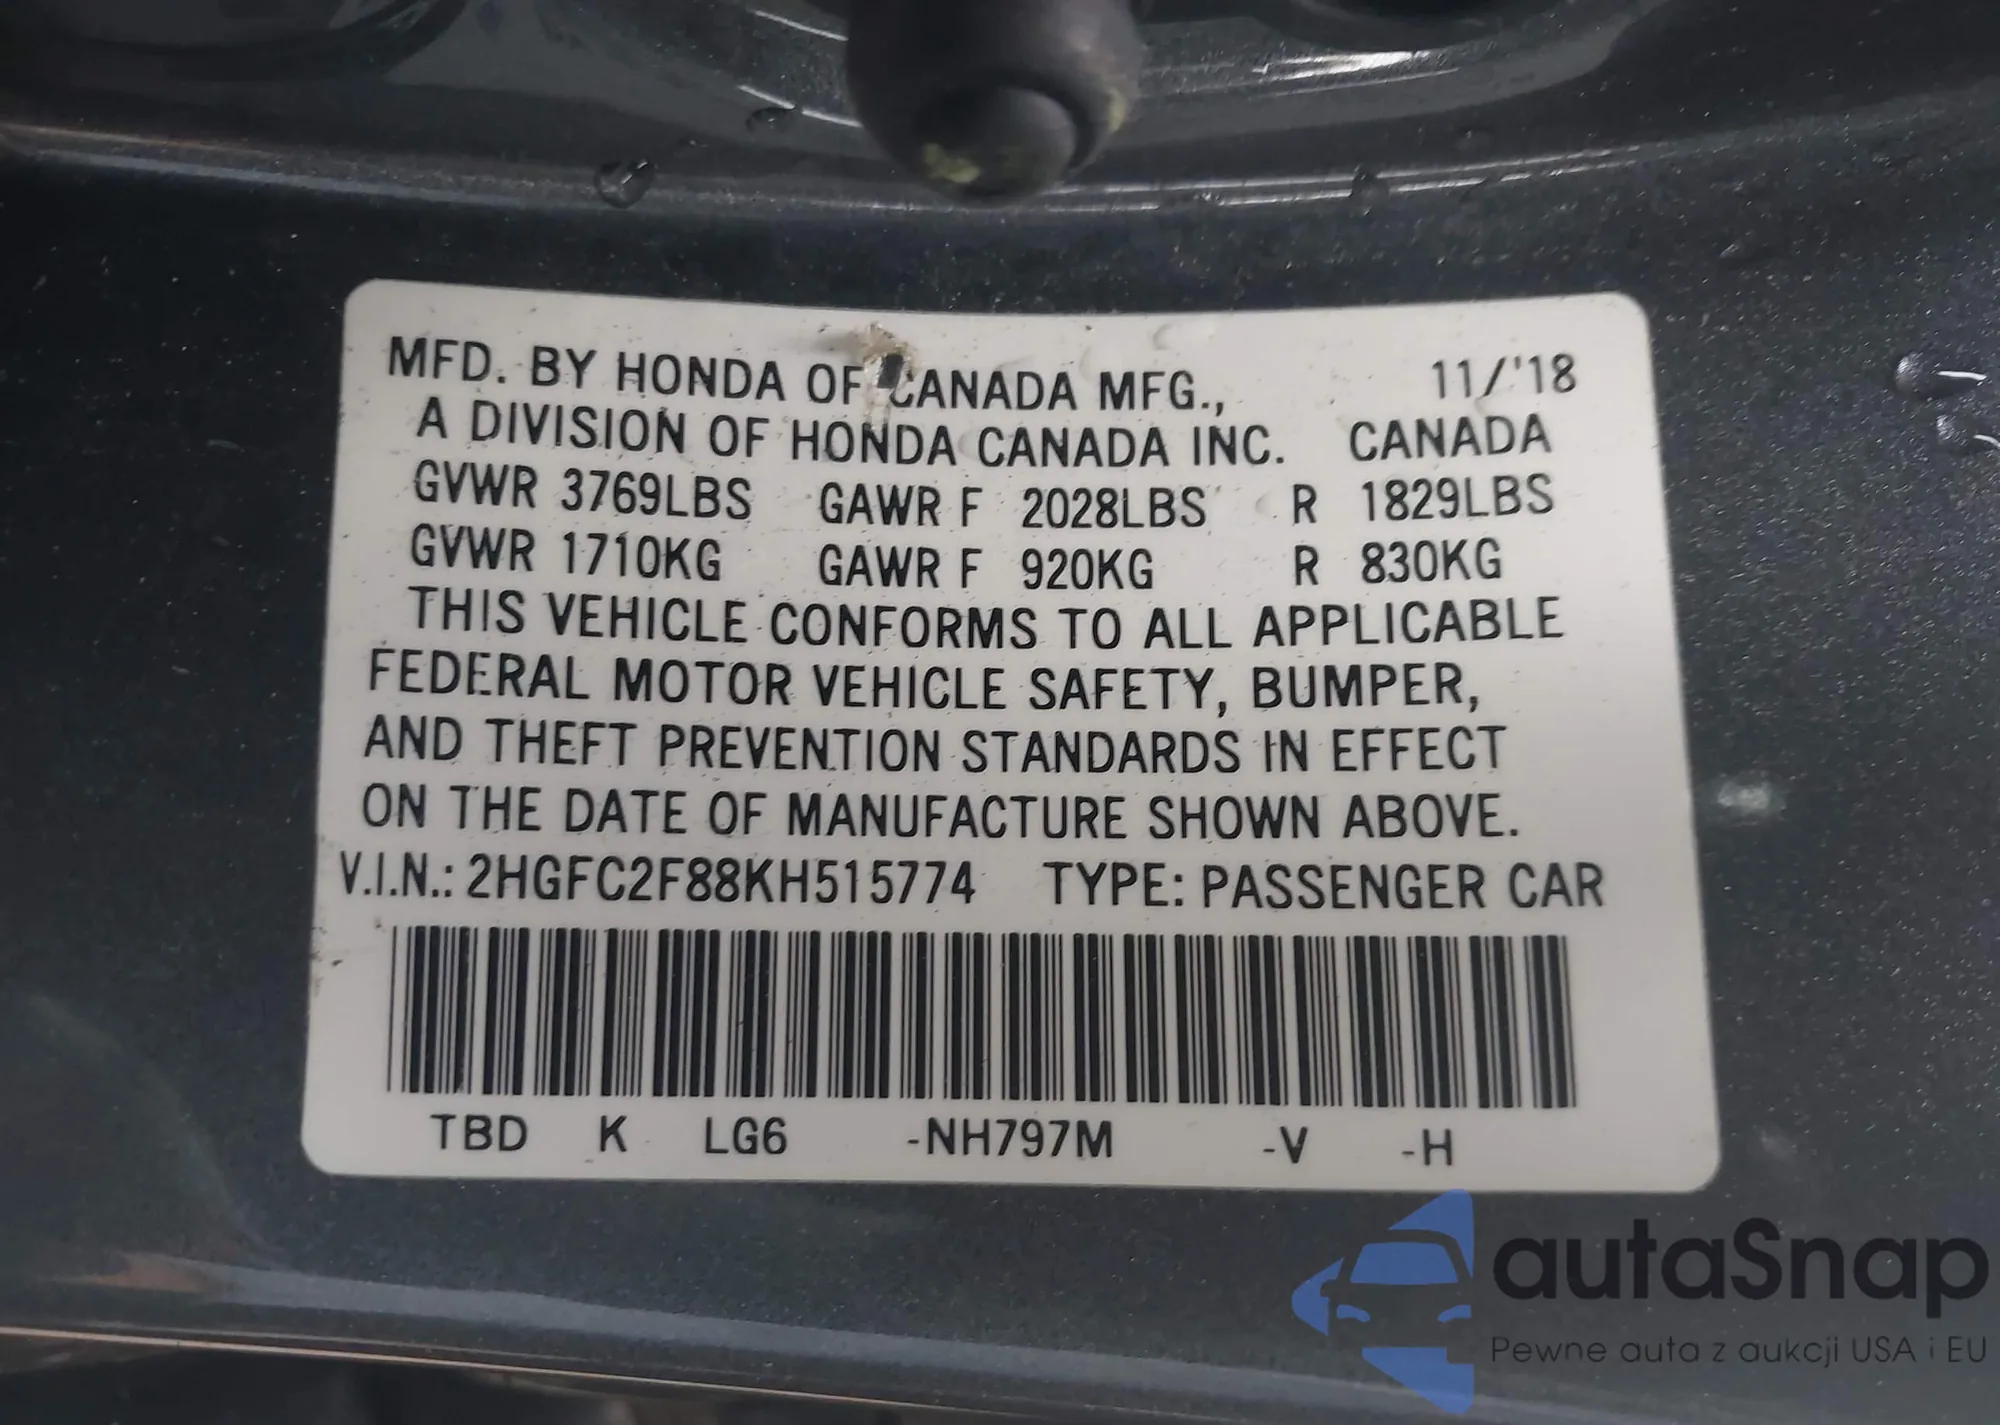 MFD. BY HONDA OF CANADA MFG., 11/'18
A DIVISION OF HONDA CANADA INC. CANADA
GVWR 3769LBS GAWR F 2028LBS R 1829LBS
GVWR 1710KG GAWR F 920KG R 830KG
THIS VEHICLE CONFORMS TO ALL APPLICABLE
FEDERAL MOTOR VEHICLE SAFETY, BUMPER,
AND THEFT PREVENTION STANDARDS IN EFFECT
ON THE DATE OF MANUFACTURE SHOWN ABOVE.
V.I.N.: 2HGFC2F88KH515774 TYPE: PASSENGER CAR
TBD K LG6 -NH797M -V -H
autaSnap
Pewne auta z aukcji USA i EU